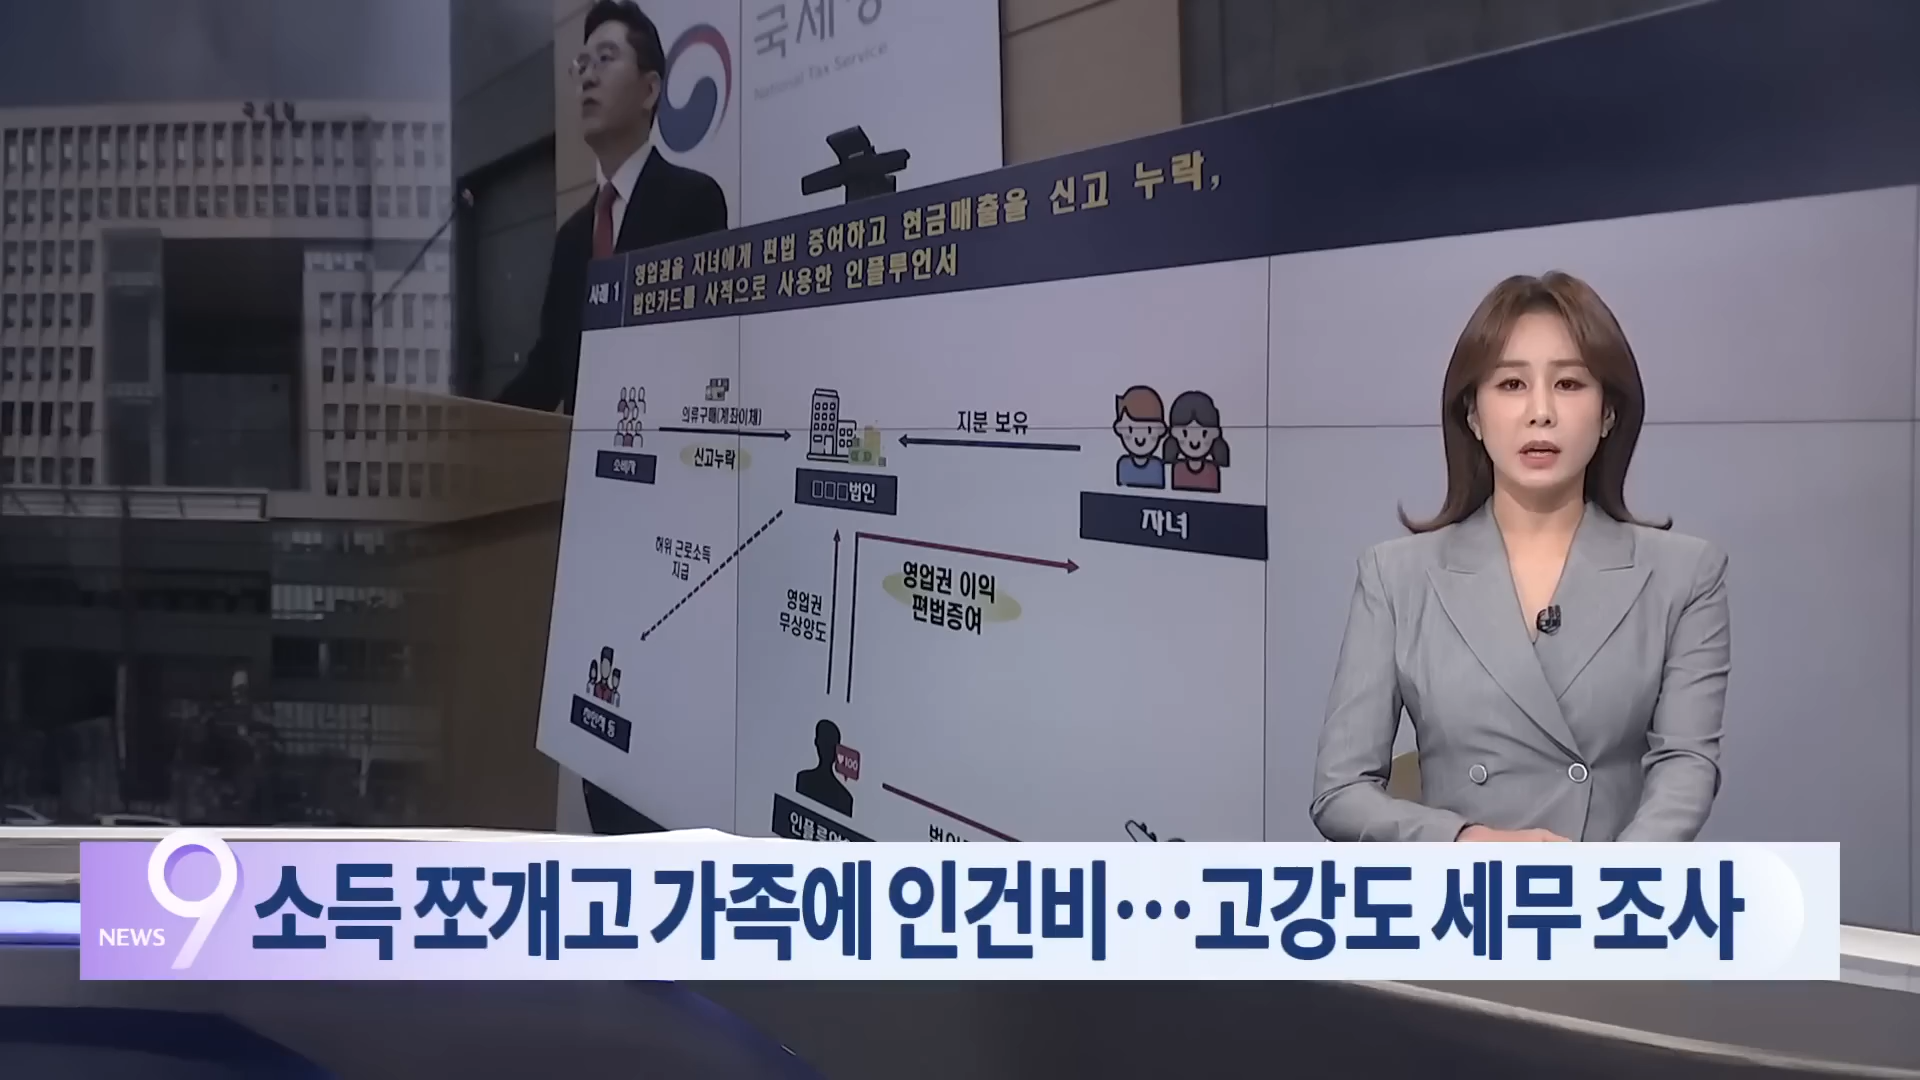 국세청
National Tax Service
국세청
사례 1
영업권을 자녀에게 편법 증여하고 현금매출을 신고 누락,
법인카드를 사적으로 사용한 인플루언서
의류구매(계좌이체)
신고누락
소비자
□□□법인
지분 보유
자녀
허위 근로소득
지급
영업권
무상양도
영업권 이익
편법증여
친인척 등
100
NEWS 9
소득 쪼개고 가족에 인건비…고강도 세무 조사